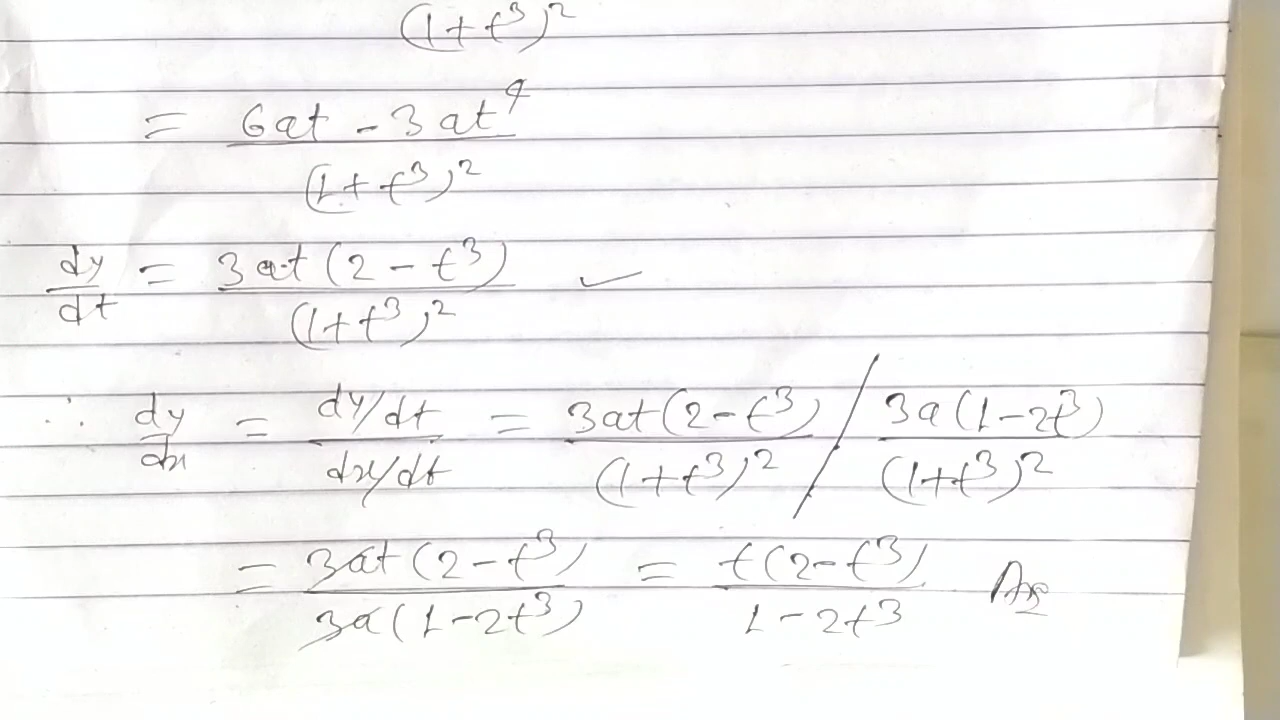 (1+t³)²
= 6at - 3at⁴ / (1+t³)²
dy/dt = 3at(2-t³) / (1+t³)² ✓
∴ dy/dx = (dy/dt) / (dx/dt) = 3at(2-t³) / (1+t³)² / 3a(1-2t³) / (1+t³)²
= 3at(2-t³) / 3a(1-2t³) = t(2-t³) / 1-2t³ Ans